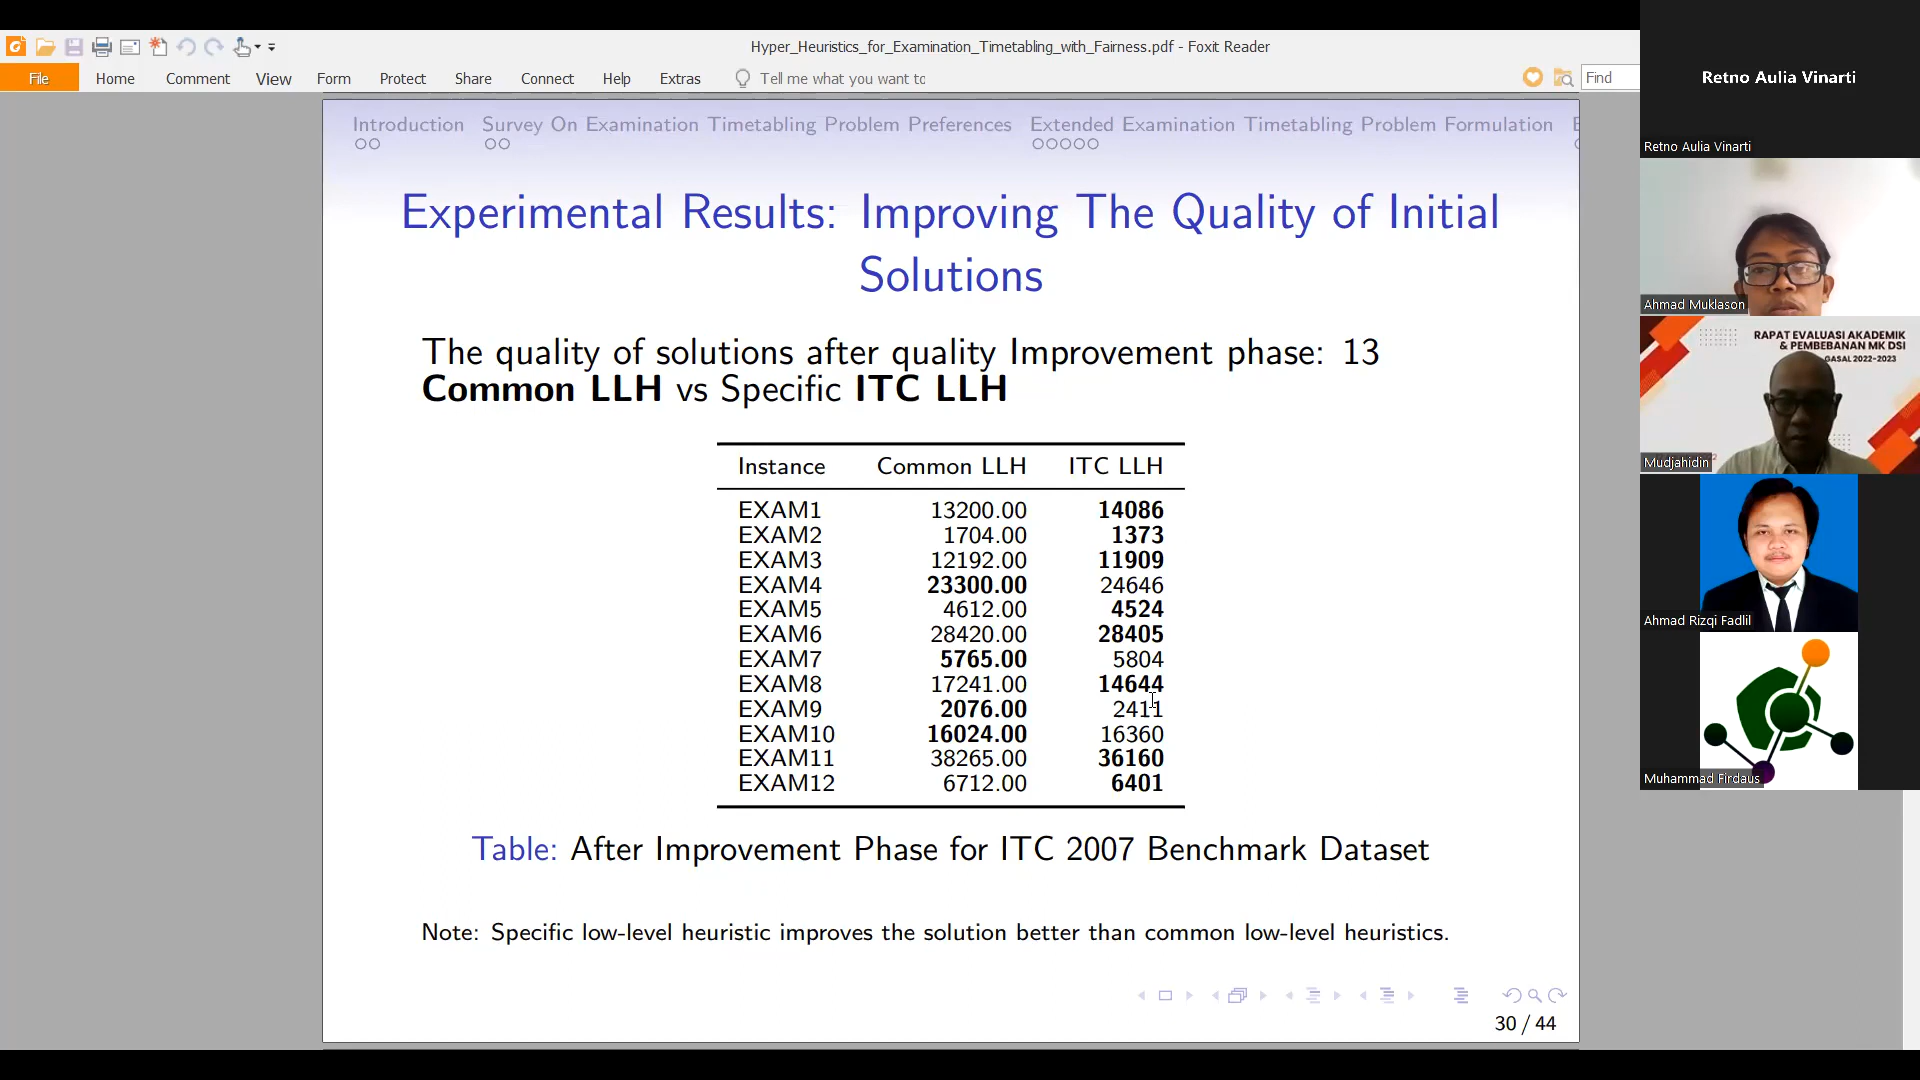 Hyper_Heuristics_for_Examination_Timetabling_with_Fairness.pdf - Foxit Reader
File Home Comment View Form Protect Share Connect Help Extras Tell me what you want to Find
Introduction Survey On Examination Timetabling Problem Preferences Extended Examination Timetabling Problem Formulation
Experimental Results: Improving The Quality of Initial
Solutions
The quality of solutions after quality Improvement phase: 13
Common LLH vs Specific ITC LLH
Instance Common LLH ITC LLH
EXAM1 13200.00 14086
EXAM2 1704.00 1373
EXAM3 12192.00 11909
EXAM4 23300.00 24646
EXAM5 4612.00 4524
EXAM6 28420.00 28405
EXAM7 5765.00 5804
EXAM8 17241.00 14644
EXAM9 2076.00 2411
EXAM10 16024.00 16360
EXAM11 38265.00 36160
EXAM12 6712.00 6401
Table: After Improvement Phase for ITC 2007 Benchmark Dataset
Note: Specific low-level heuristic improves the solution better than common low-level heuristics.
30 / 44
Retno Aulia Vinarti
Retno Aulia Vinarti
Ahmad Muklason
RAPAT EVALUASI AKADEMIK
& PEMBEBANAN MK DSI
GASAL 2022-2023
Mudjahidin
Ahmad Rizqi Fadlil
Muhammad Firdaus